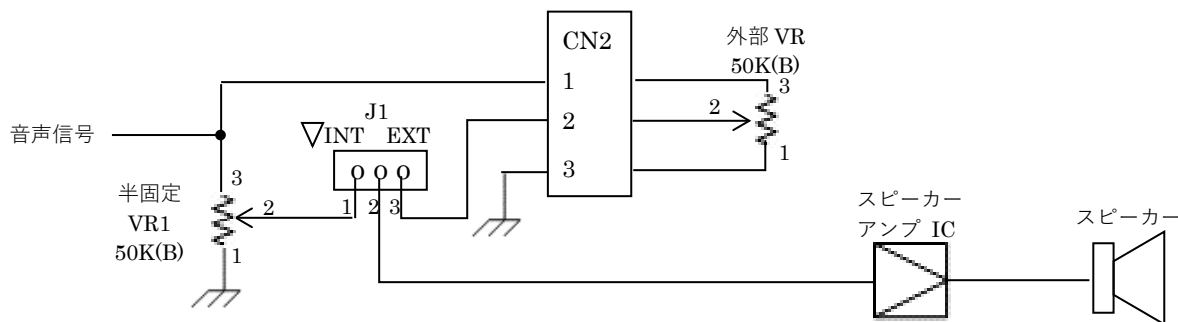 音声信号
半固定
VR1
50K(B)
3
2
1
J1
▽INT EXT
1 2 3
CN2
1
2
3
外部 VR
50K(B)
3
2
1
スピーカー
アンプ IC
スピーカー